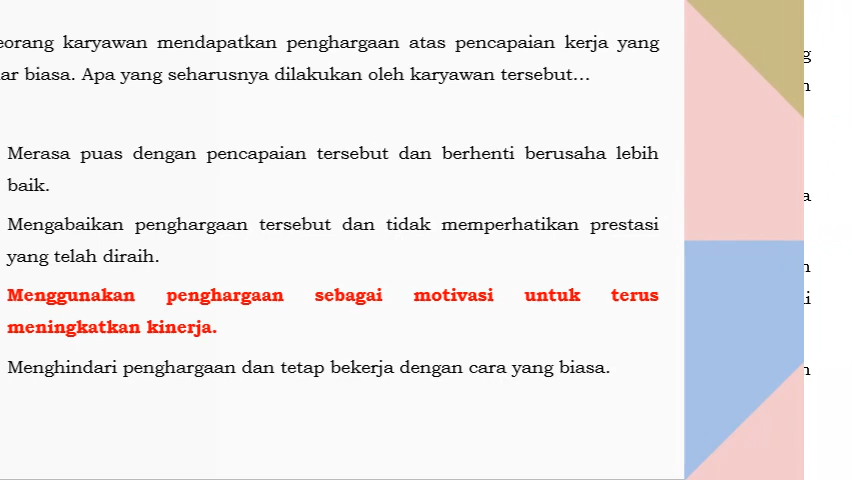 eorang karyawan mendapatkan penghargaan atas pencapaian kerja yang
ar biasa. Apa yang seharusnya dilakukan oleh karyawan tersebut...
Merasa puas dengan pencapaian tersebut dan berhenti berusaha lebih
baik.
Mengabaikan penghargaan tersebut dan tidak memperhatikan prestasi
yang telah diraih.
Menggunakan penghargaan sebagai motivasi untuk terus
meningkatkan kinerja.
Menghindari penghargaan dan tetap bekerja dengan cara yang biasa.